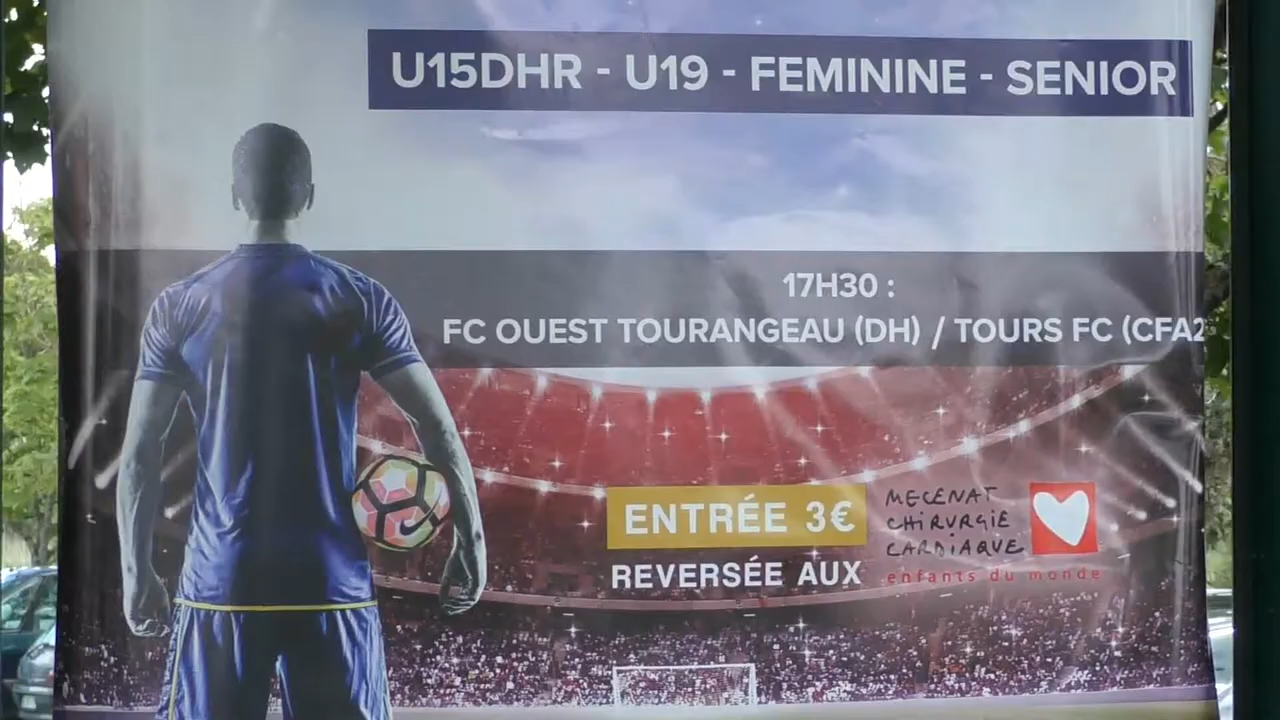 U15DHR - U19 - FEMININE - SENIOR
17H30 :
FC OUEST TOURANGEAU (DH) / TOURS FC (CFA2
ENTRÉE 3€
REVERSÉE AUX
MECENAT
CHIRURGIE
CARDIAQUE
enfants du monde